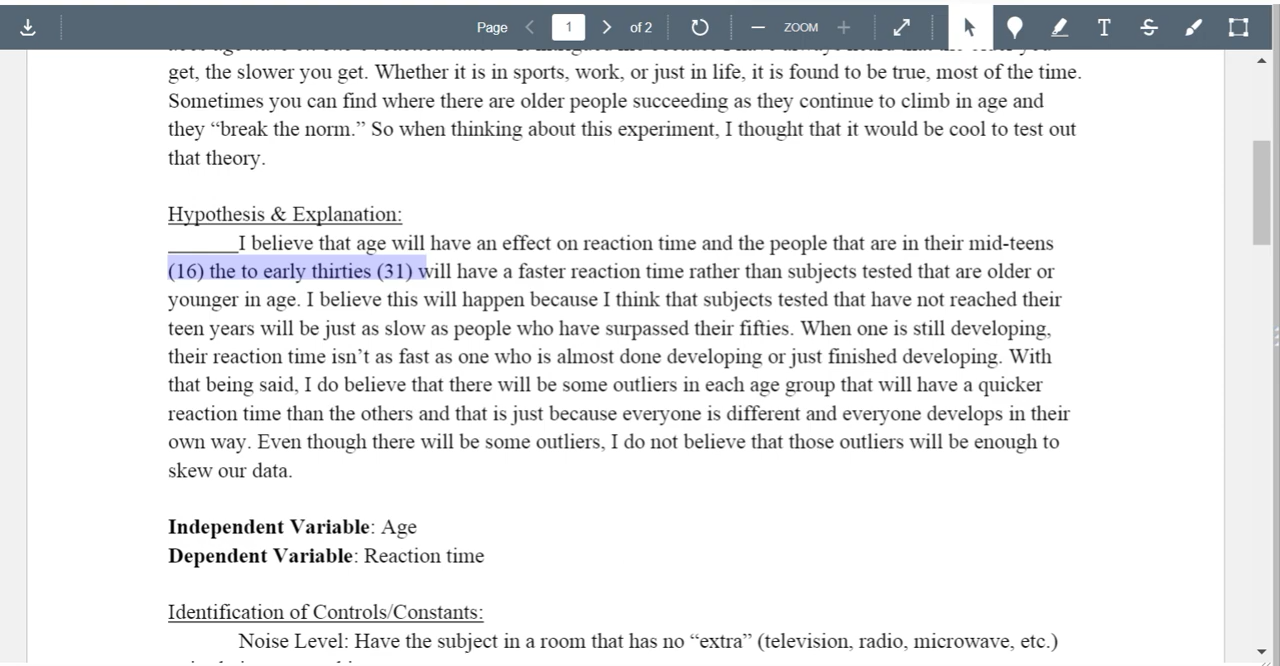 Page 1 of 2 ZOOM T S
get, the slower you get. Whether it is in sports, work, or just in life, it is found to be true, most of the time.
Sometimes you can find where there are older people succeeding as they continue to climb in age and
they “break the norm.” So when thinking about this experiment, I thought that it would be cool to test out
that theory.
Hypothesis & Explanation:
I believe that age will have an effect on reaction time and the people that are in their mid-teens
(16) the to early thirties (31) will have a faster reaction time rather than subjects tested that are older or
younger in age. I believe this will happen because I think that subjects tested that have not reached their
teen years will be just as slow as people who have surpassed their fifties. When one is still developing,
their reaction time isn’t as fast as one who is almost done developing or just finished developing. With
that being said, I do believe that there will be some outliers in each age group that will have a quicker
reaction time than the others and that is just because everyone is different and everyone develops in their
own way. Even though there will be some outliers, I do not believe that those outliers will be enough to
skew our data.
Independent Variable: Age
Dependent Variable: Reaction time
Identification of Controls/Constants:
Noise Level: Have the subject in a room that has no “extra” (television, radio, microwave, etc.)